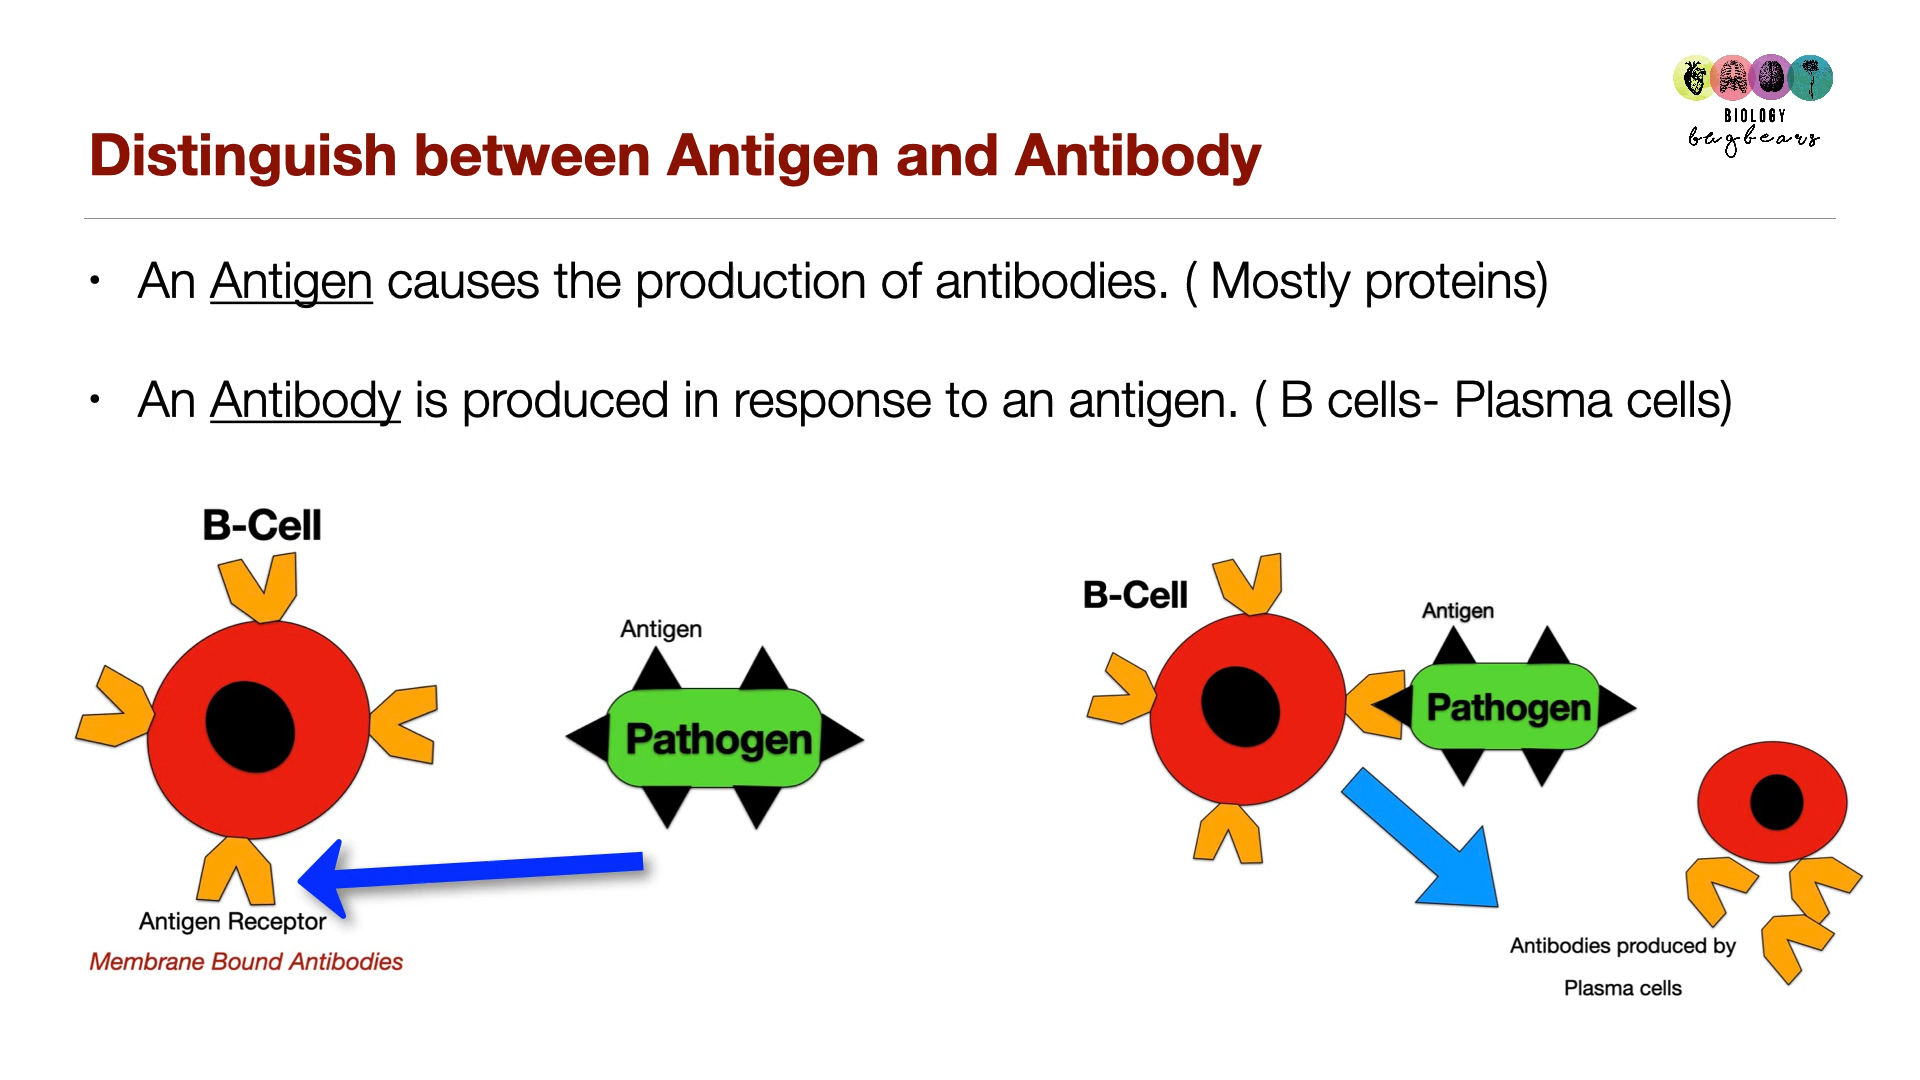 BIOLOGY
bugbears
Distinguish between Antigen and Antibody
• An Antigen causes the production of antibodies. ( Mostly proteins)
• An Antibody is produced in response to an antigen. ( B cells- Plasma cells)
B-Cell
Antigen
Pathogen
Antigen Receptor
Membrane Bound Antibodies
B-Cell
Antigen
Pathogen
Antibodies produced by
Plasma cells